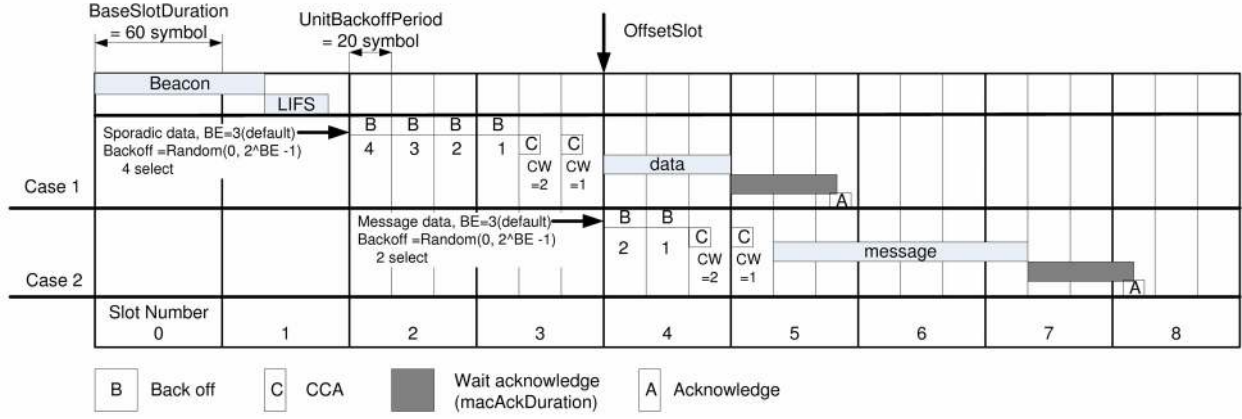 BaseSlotDuration
= 60 symbol
UnitBackoffPeriod
= 20 symbol
OffsetSlot
Beacon
LIFS
Sporadic data, BE=3(default)
Backoff =Random(0, 2^BE -1)
4 select
B B B B
4 3 2 1
C C
CW CW
=2 =1
data
A
Case 1
Message data, BE=3(default)
Backoff =Random(0, 2^BE -1)
2 select
B B
2 1
C C
CW CW
=2 =1
message
A
Case 2
Slot Number
0 1 2 3 4 5 6 7 8
B Back off
C CCA
Wait acknowledge
(macAckDuration)
A Acknowledge